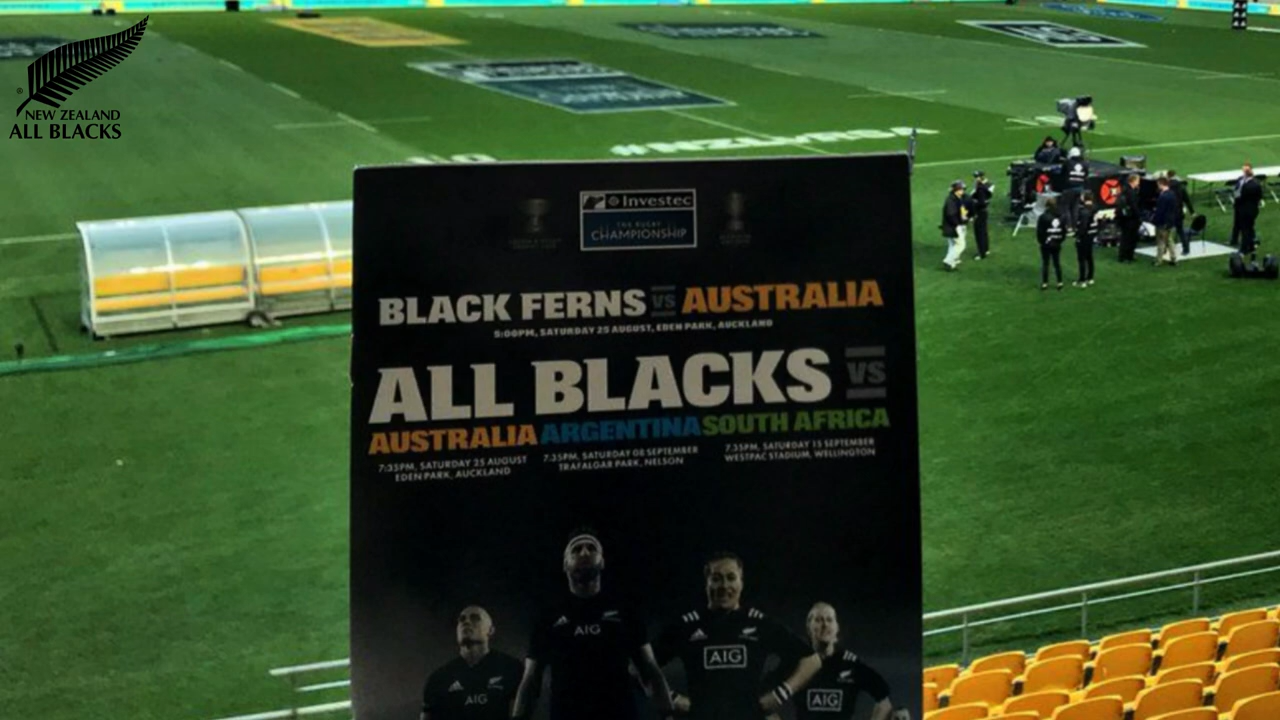 NEW ZEALAND
ALL BLACKS
#NZLvRSA
Investec
THE RUGBY
CHAMPIONSHIP
BLACK FERNS VS AUSTRALIA
5:00PM, SATURDAY 25 AUGUST, EDEN PARK, AUCKLAND
ALL BLACKS VS
AUSTRALIA ARGENTINA SOUTH AFRICA
7:35PM, SATURDAY 25 AUGUST
EDEN PARK, AUCKLAND
7:35PM, SATURDAY 08 SEPTEMBER
TRAFALGAR PARK, NELSON
7:35PM, SATURDAY 15 SEPTEMBER
WESTPAC STADIUM, WELLINGTON
AIG
AIG
AIG
AIG